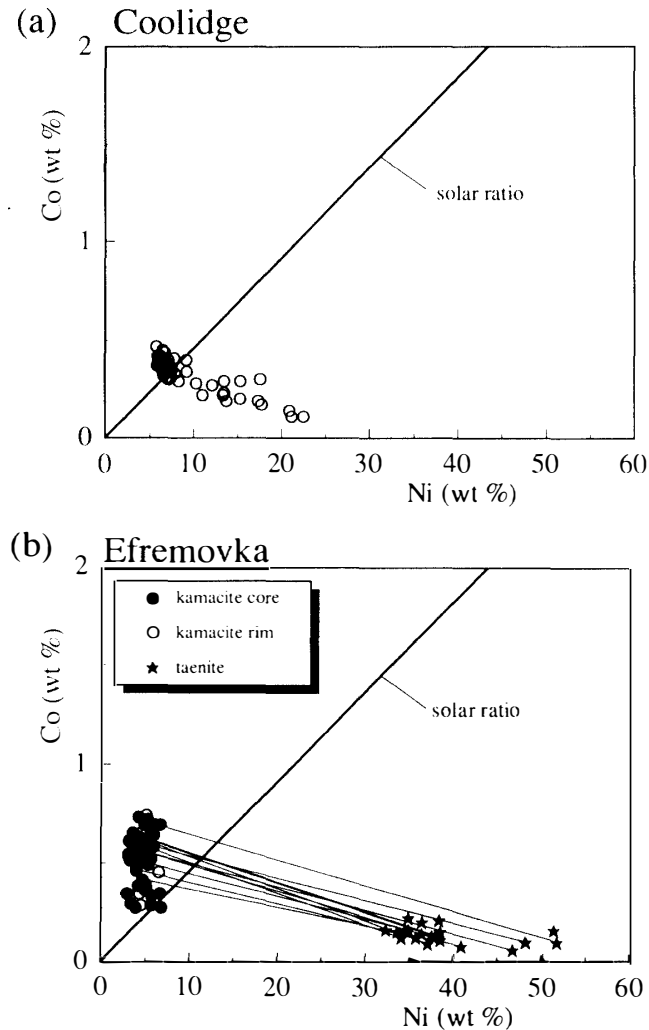 (a) Coolidge
2
Co (wt %)
solar ratio
1
0
0 10 20 30 40 50 60
Ni (wt %)
(b) Efremovka
2
kamacite core
kamacite rim
taenite
Co (wt %)
solar ratio
1
0
0 10 20 30 40 50 60
Ni (wt %)